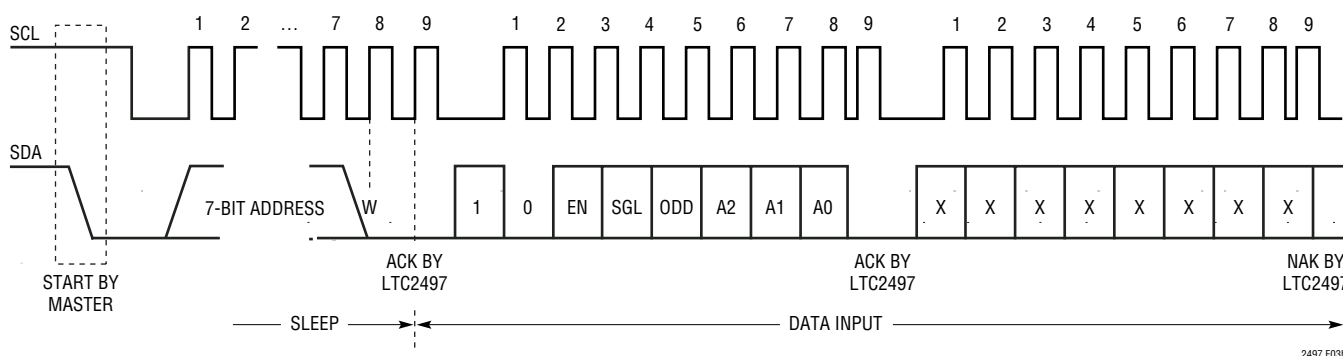 1 2 … 7 8 9 1 2 3 4 5 6 7 8 9 1 2 3 4 5 6 7 8 9
SCL
SDA
7-BIT ADDRESS W 1 0 EN SGL ODD A2 A1 A0 X X X X X X X X
START BY
MASTER
ACK BY
LTC2497
ACK BY
LTC2497
NAK BY
LTC2497
SLEEP DATA INPUT